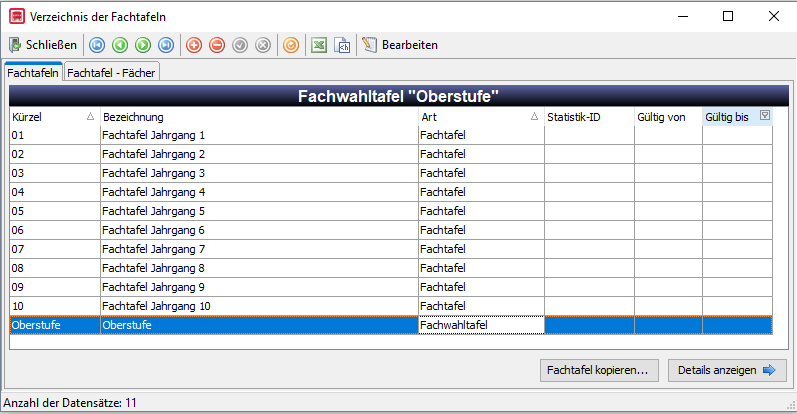 Verzeichnis der Fachtafeln
Schließen Bearbeiten
Fachtafeln Fachtafel - Fächer
Fachwahltafel "Oberstufe"
Kürzel Bezeichnung Art Statistik-ID Gültig von Gültig bis
01 Fachtafel Jahrgang 1 Fachtafel
02 Fachtafel Jahrgang 2 Fachtafel
03 Fachtafel Jahrgang 3 Fachtafel
04 Fachtafel Jahrgang 4 Fachtafel
05 Fachtafel Jahrgang 5 Fachtafel
06 Fachtafel Jahrgang 6 Fachtafel
07 Fachtafel Jahrgang 7 Fachtafel
08 Fachtafel Jahrgang 8 Fachtafel
09 Fachtafel Jahrgang 9 Fachtafel
10 Fachtafel Jahrgang 10 Fachtafel
Oberstufe Oberstufe Fachwahltafel
Fachtafel kopieren... Details anzeigen
Anzahl der Datensätze: 11